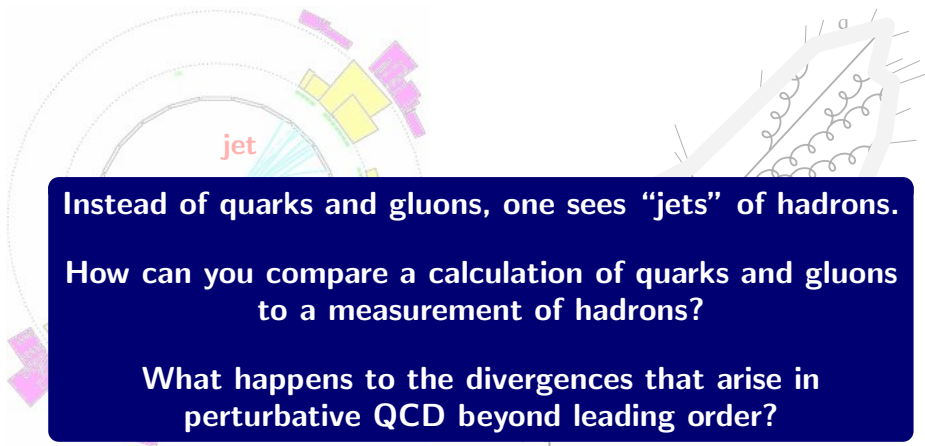 q
jet
Instead of quarks and gluons, one sees “jets” of hadrons.
How can you compare a calculation of quarks and gluons
to a measurement of hadrons?
What happens to the divergences that arise in
perturbative QCD beyond leading order?